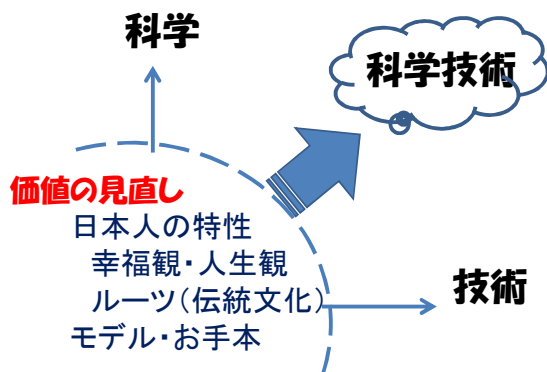 科学
科学技術
価値の見直し
日本人の特性
幸福観・人生観
ルーツ(伝統文化)
モデル・お手本
技術